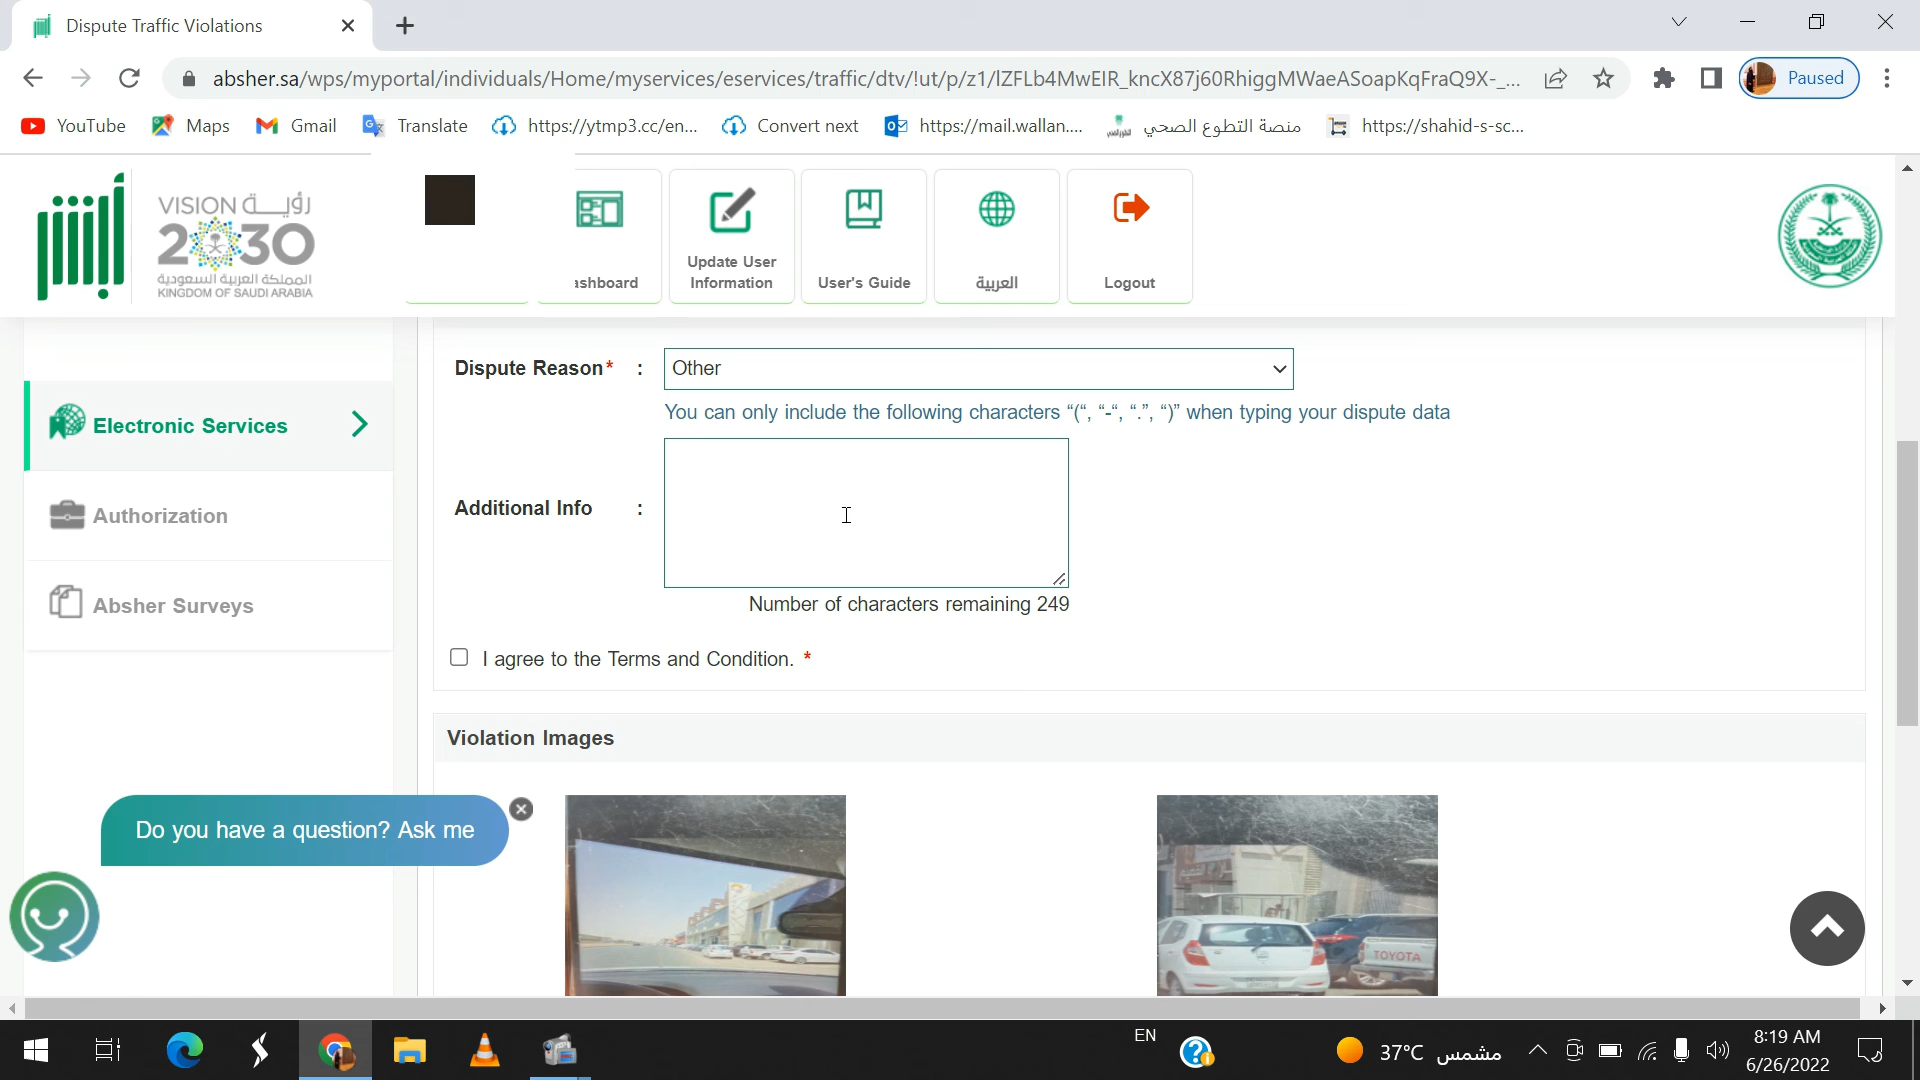 Dispute Traffic Violations
absher.sa/wps/myportal/individuals/Home/myservices/eservices/traffic/dtv/!ut/p/z1/lZFLb4MwEIR_kncX87j60RhiggMWaeASoapKqFraQ9X-_...
Paused
YouTube
Maps
Gmail
Translate
https://ytmp3.cc/en...
Convert next
https://mail.wallan....
منصة التطوع الصحي
https://shahid-s-sc...
أبشر
VISION رؤيــة
2030
المملكة العربية السعودية
KINGDOM OF SAUDI ARABIA
ashboard
Update User
Information
User's Guide
العربية
Logout
Dispute Reason* :
Other
You can only include the following characters “(“, “-“, “.”, “)” when typing your dispute data
Electronic Services
Authorization
Absher Surveys
Additional Info :
Number of characters remaining 249
I agree to the Terms and Condition. *
Violation Images
Do you have a question? Ask me
TOYOTA
EN
37°C مشمس
8:19 AM
6/26/2022